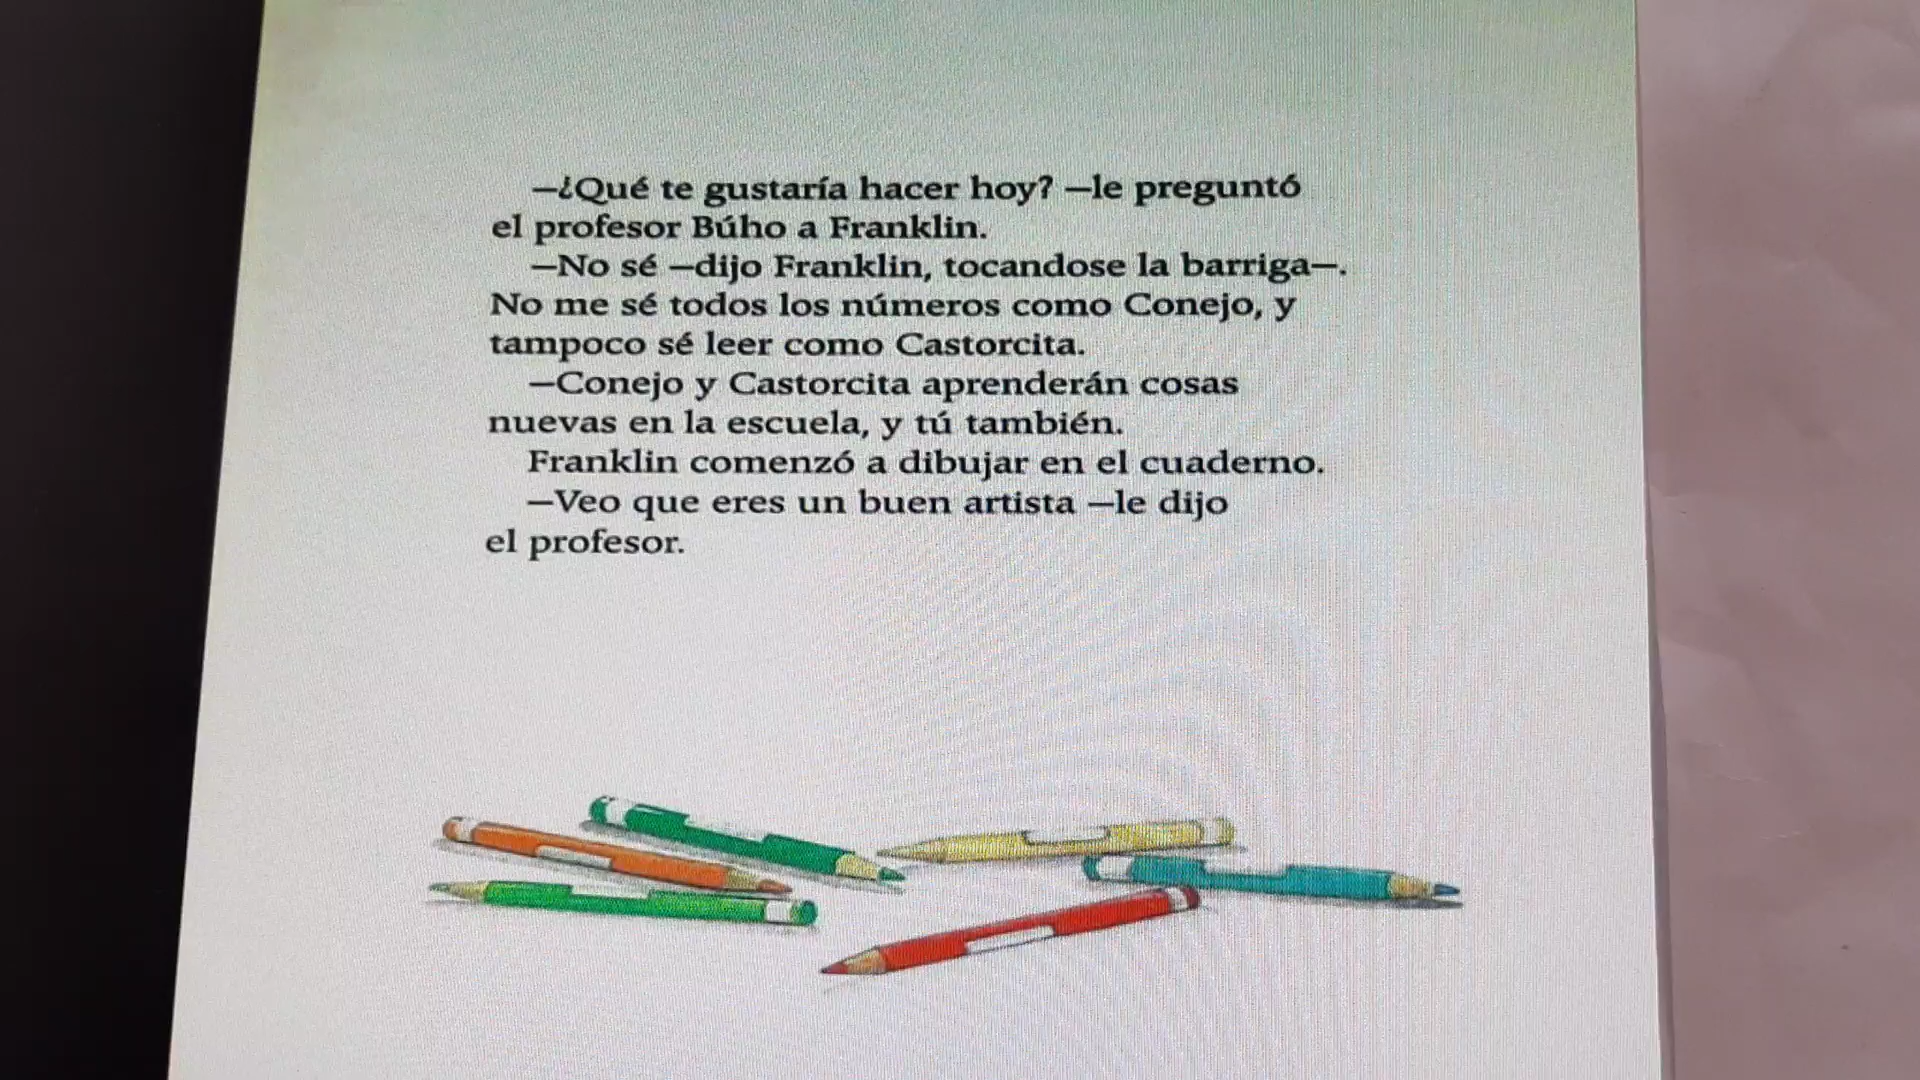 —¿Qué te gustaría hacer hoy? —le preguntó
el profesor Búho a Franklin.
—No sé —dijo Franklin, tocandose la barriga—.
No me sé todos los números como Conejo, y
tampoco sé leer como Castorcita.
—Conejo y Castorcita aprenderán cosas
nuevas en la escuela, y tú también.
Franklin comenzó a dibujar en el cuaderno.
—Veo que eres un buen artista —le dijo
el profesor.